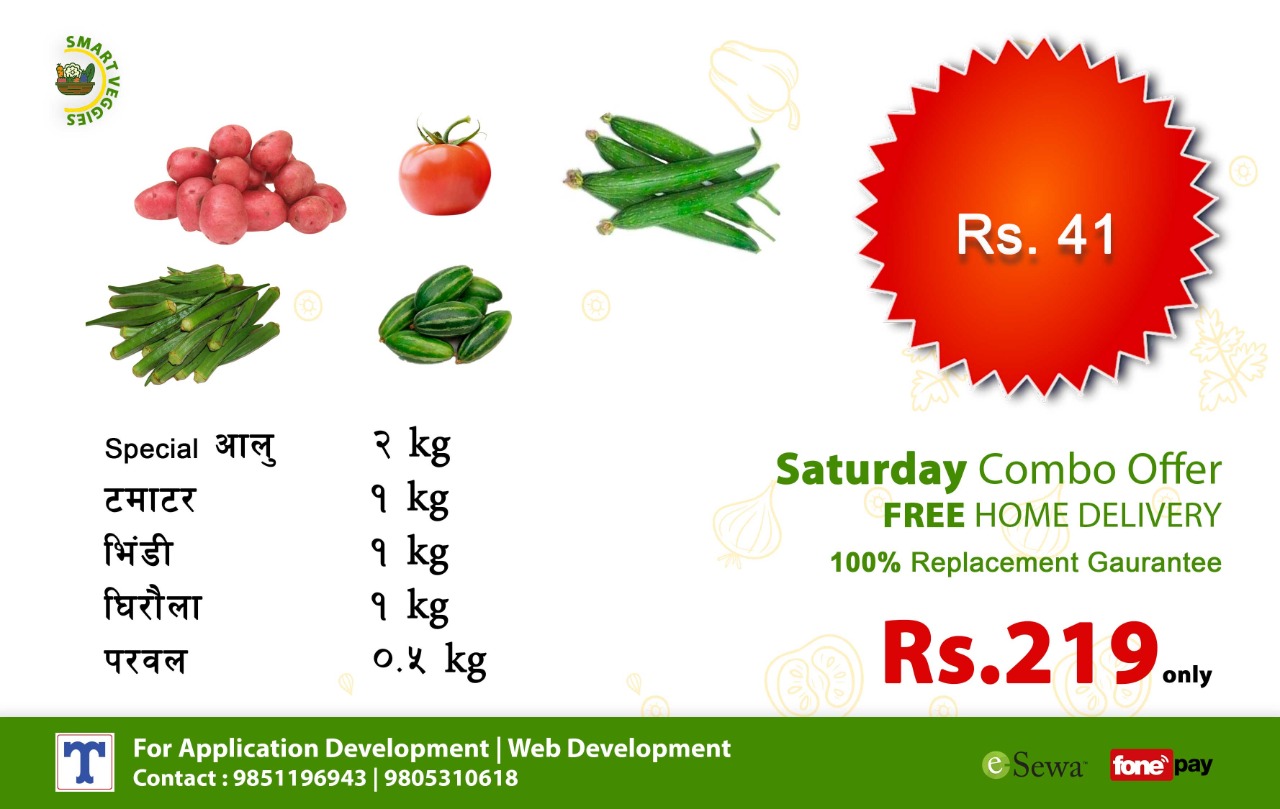 SMART VEGGIES
Rs. 41
Special आलु २ kg
टमाटर १ kg
भिंडी १ kg
घिरौला १ kg
परवल ०.५ kg
Saturday Combo Offer
FREE HOME DELIVERY
100% Replacement Gaurantee
Rs.219 only
T For Application Development | Web Development
Contact : 9851196943 | 9805310618
e-Sewa fonepay